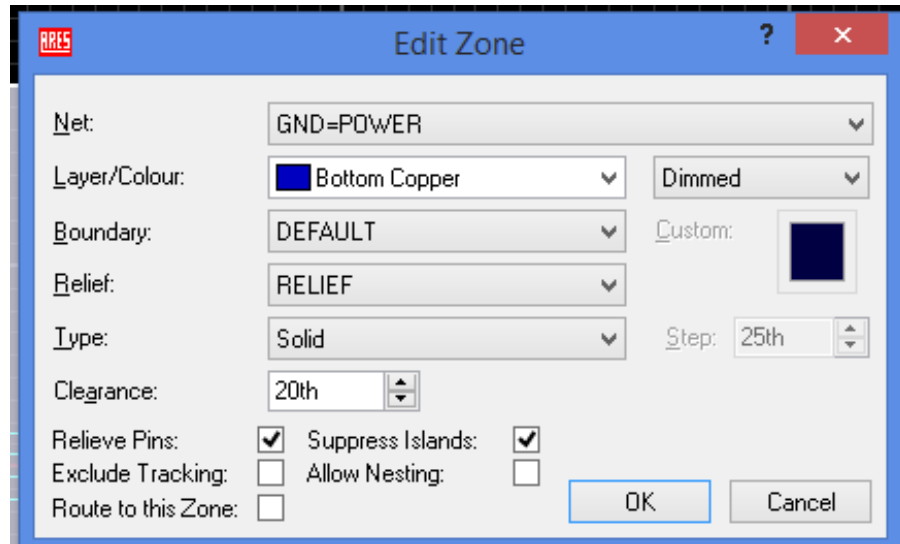 ARES Edit Zone ?
Net: GND=POWER
Layer/Colour: Bottom Copper Dimmed
Boundary: DEFAULT Custom:
Relief: RELIEF
Type: Solid Step: 25th
Clearance: 20th
Relieve Pins: Suppress Islands:
Exclude Tracking: Allow Nesting:
Route to this Zone: OK Cancel